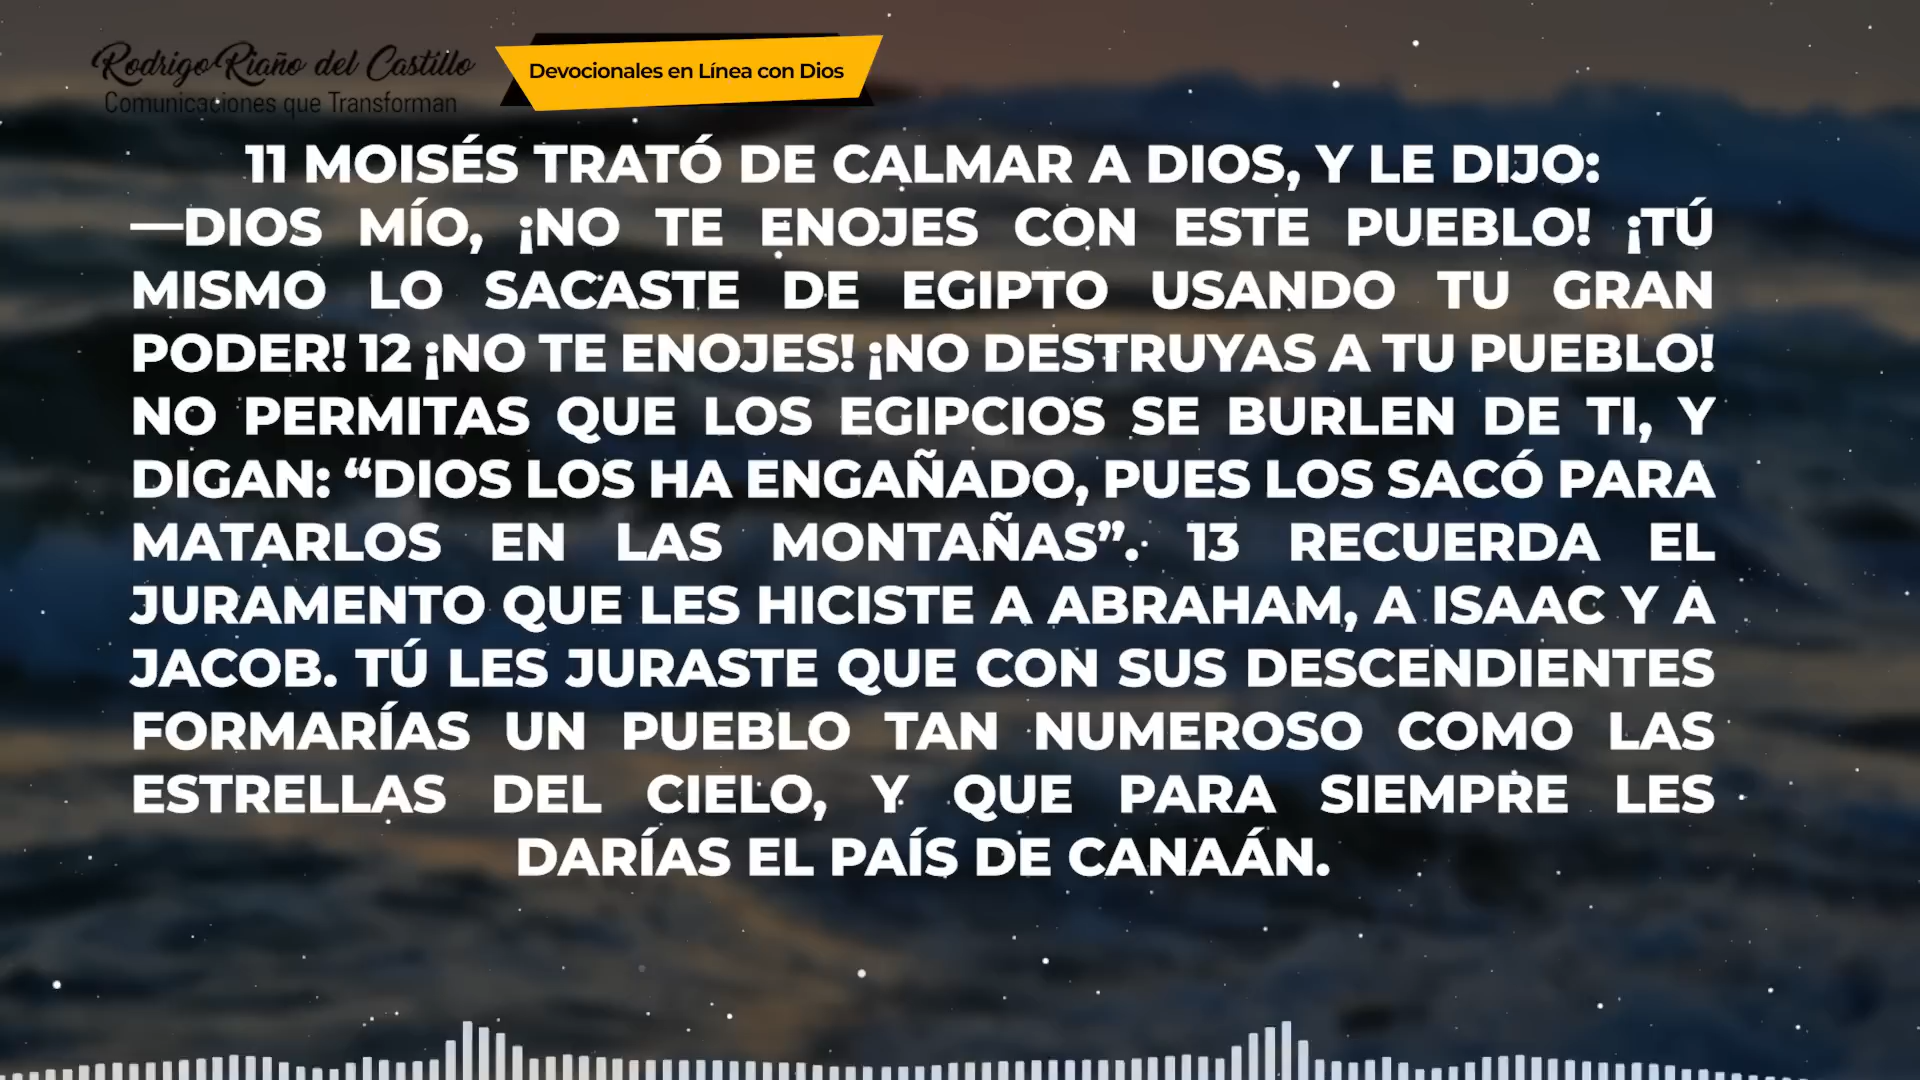 Rodrigo Riaño del Castillo
Comunicaciones que Transforman
Devocionales en Línea con Dios
11 MOISÉS TRATÓ DE CALMAR A DIOS, Y LE DIJO:
—DIOS MÍO, ¡NO TE ENOJES CON ESTE PUEBLO! ¡TÚ
MISMO LO SACASTE DE EGIPTO USANDO TU GRAN
PODER! 12 ¡NO TE ENOJES! ¡NO DESTRUYAS A TU PUEBLO!
NO PERMITAS QUE LOS EGIPCIOS SE BURLEN DE TI, Y
DIGAN: “DIOS LOS HA ENGAÑADO, PUES LOS SACÓ PARA
MATARLOS EN LAS MONTAÑAS”. 13 RECUERDA EL
JURAMENTO QUE LES HICISTE A ABRAHAM, A ISAAC Y A
JACOB. TÚ LES JURASTE QUE CON SUS DESCENDIENTES
FORMARÍAS UN PUEBLO TAN NUMEROSO COMO LAS
ESTRELLAS DEL CIELO, Y QUE PARA SIEMPRE LES
DARÍAS EL PAÍS DE CANAÁN.